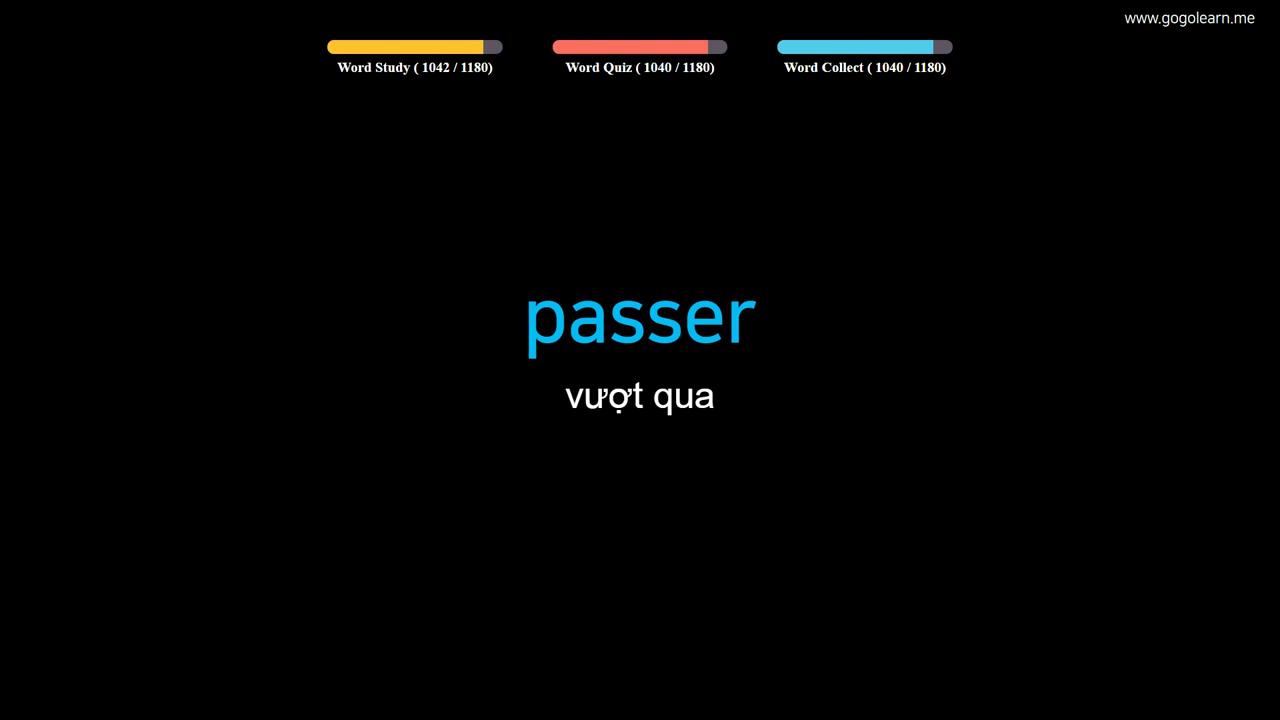 www.gogolearn.me
Word Study ( 1042 / 1180)
Word Quiz ( 1040 / 1180)
Word Collect ( 1040 / 1180)
passer
vượt qua